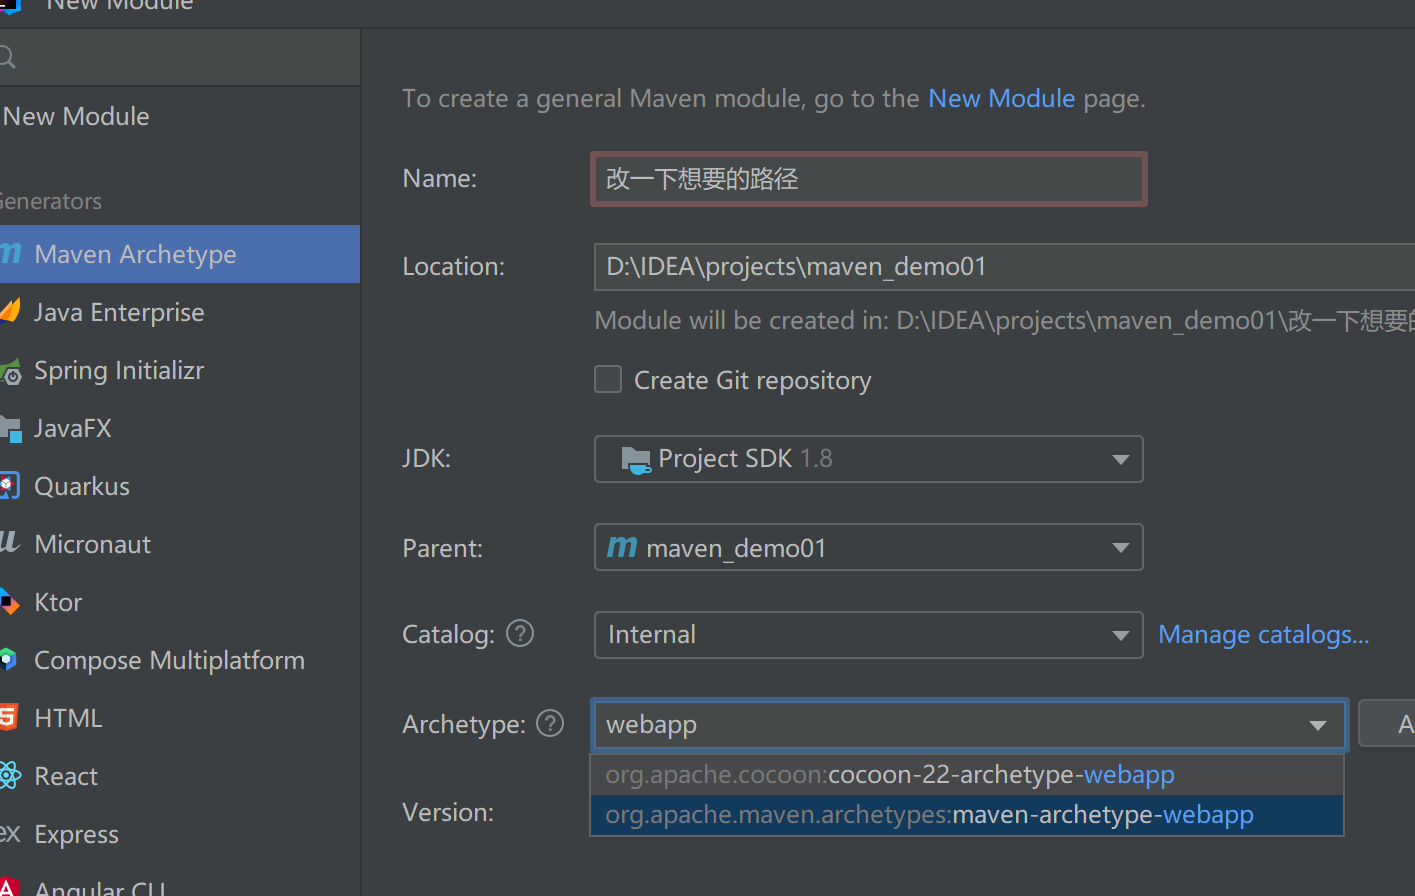 New Module
New Module
Generators
Maven Archetype
Java Enterprise
Spring Initializr
JavaFX
Quarkus
Micronaut
Ktor
Compose Multiplatform
HTML
React
Express
Angular CLI
To create a general Maven module, go to the New Module page.
Name: 改一下想要的路径
Location: D:\IDEA\projects\maven_demo01
Module will be created in: D:\IDEA\projects\maven_demo01\改一下想要的
Create Git repository
JDK: Project SDK 1.8
Parent: maven_demo01
Catalog: ? Internal Manage catalogs...
Archetype: ? webapp A
org.apache.cocoon:cocoon-22-archetype-webapp
org.apache.maven.archetypes:maven-archetype-webapp
Version: